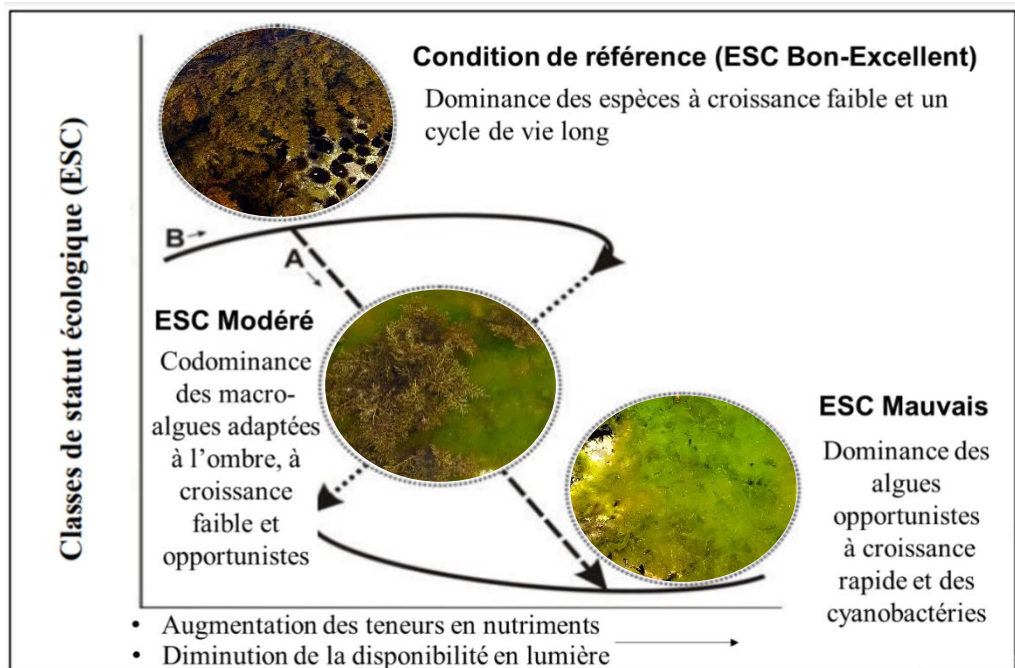 Classes de statut écologique (ESC)
Condition de référence (ESC Bon-Excellent)
Dominance des espèces à croissance faible et un
cycle de vie long
B
A
ESC Modéré
Codominance
des macro-
algues adaptées
à l'ombre, à
croissance
faible et
opportunistes
ESC Mauvais
Dominance des
algues
opportunistes
à croissance
rapide et des
cyanobactéries
• Augmentation des teneurs en nutriments
• Diminution de la disponibilité en lumière